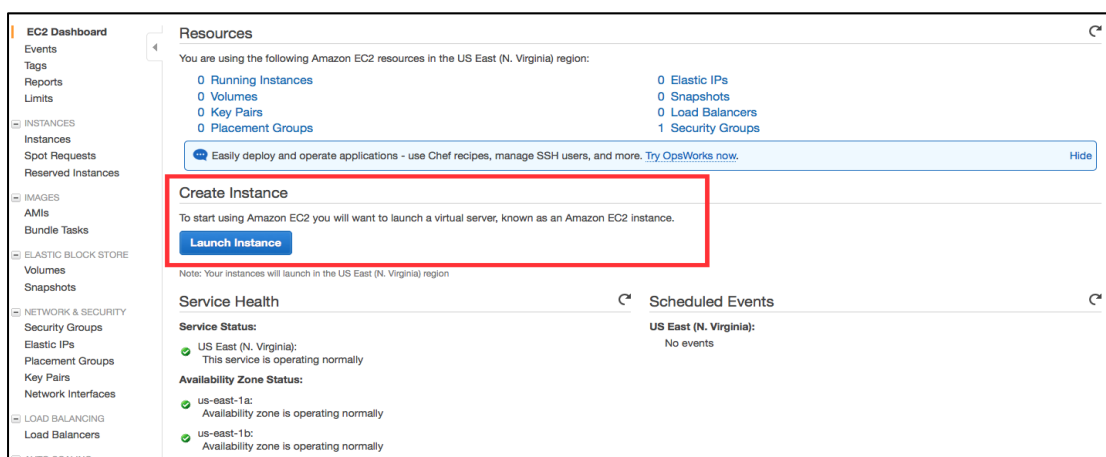 EC2 Dashboard
Events
Tags
Reports
Limits
INSTANCES
Instances
Spot Requests
Reserved Instances
IMAGES
AMIs
Bundle Tasks
ELASTIC BLOCK STORE
Volumes
Snapshots
NETWORK & SECURITY
Security Groups
Elastic IPs
Placement Groups
Key Pairs
Network Interfaces
LOAD BALANCING
Load Balancers
Resources
You are using the following Amazon EC2 resources in the US East (N. Virginia) region:
0 Running Instances
0 Volumes
0 Key Pairs
0 Placement Groups
0 Elastic IPs
0 Snapshots
0 Load Balancers
1 Security Groups
Easily deploy and operate applications - use Chef recipes, manage SSH users, and more. Try OpsWorks now.
Hide
Create Instance
To start using Amazon EC2 you will want to launch a virtual server, known as an Amazon EC2 instance.
Launch Instance
Note: Your instances will launch in the US East (N. Virginia) region
Service Health
Service Status:
US East (N. Virginia):
This service is operating normally
Availability Zone Status:
us-east-1a:
Availability zone is operating normally
us-east-1b:
Availability zone is operating normally
Scheduled Events
US East (N. Virginia):
No events